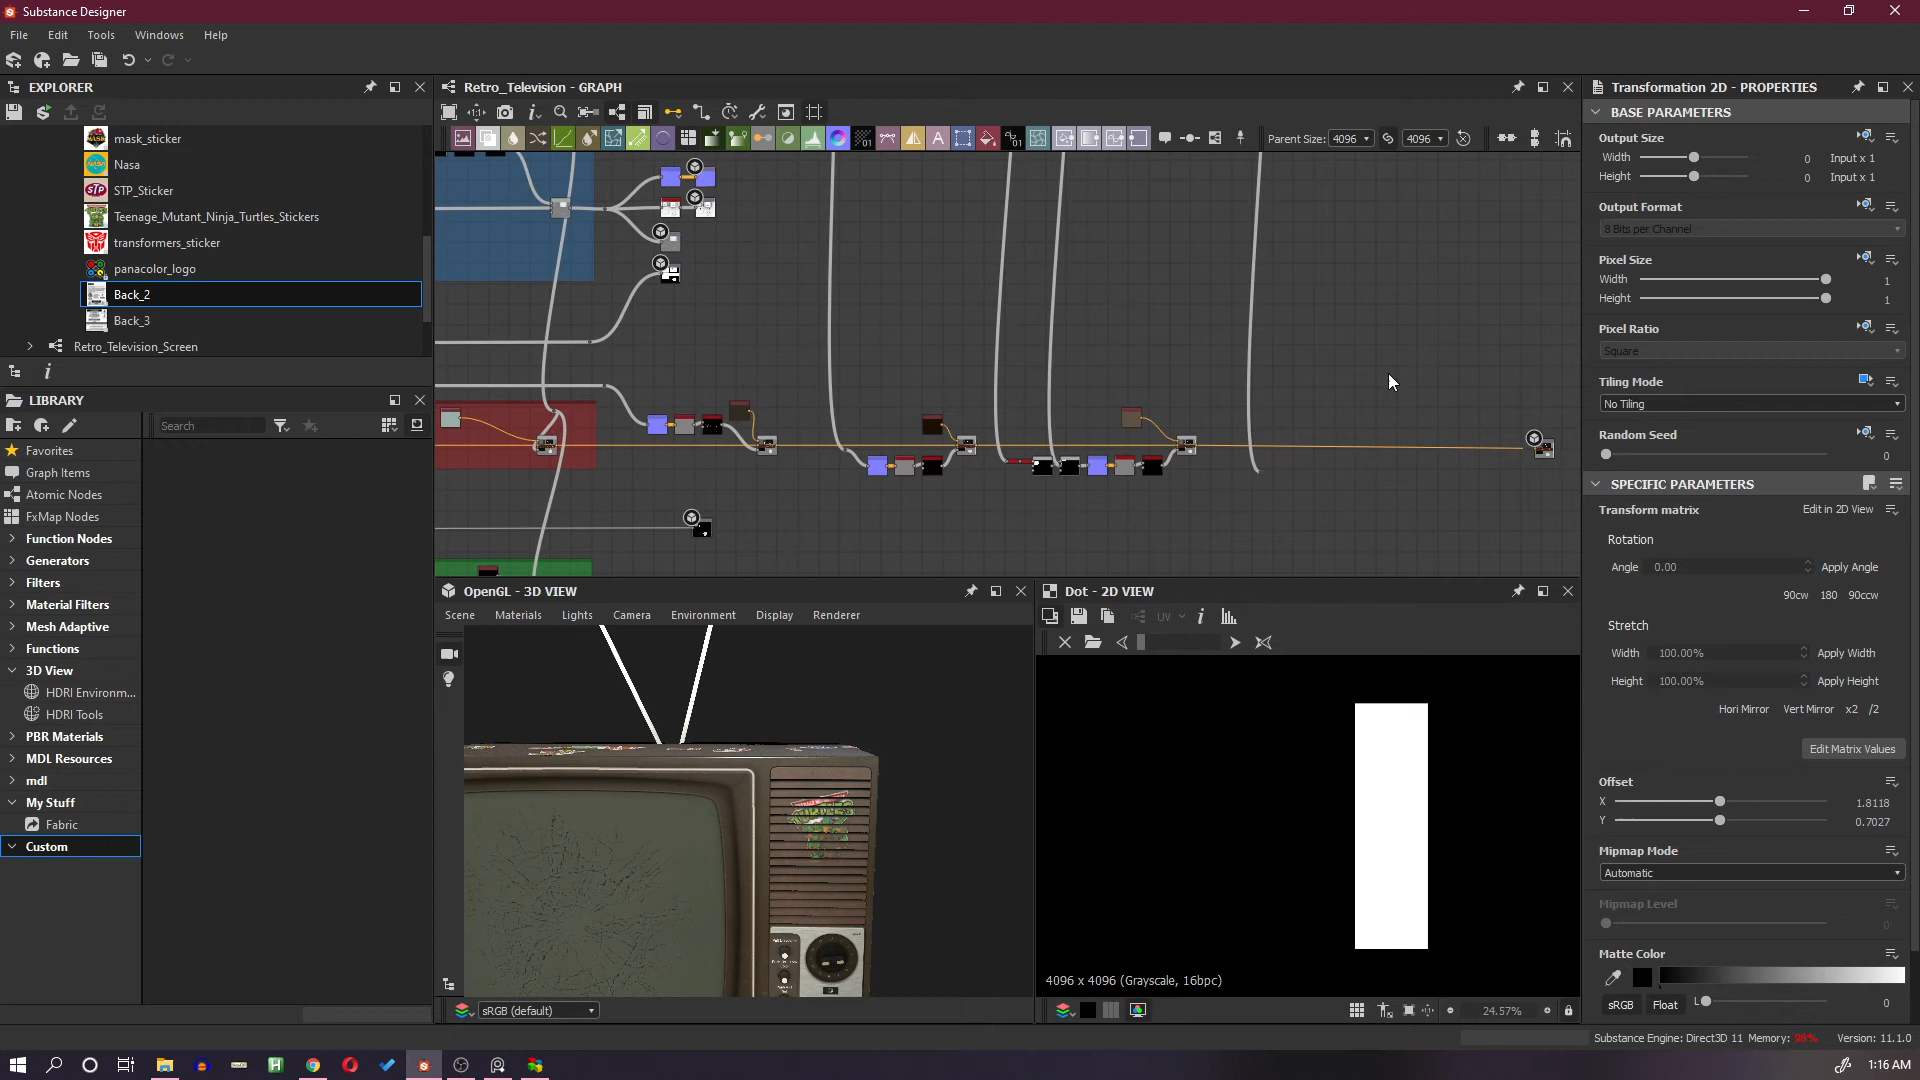 Substance Designer
File Edit Tools Windows Help
EXPLORER
mask_sticker
Nasa
STP_Sticker
Teenage_Mutant_Ninja_Turtles_Stickers
transformers_sticker
panacolor_logo
Back_2
Back_3
Retro_Television_Screen
LIBRARY
Search
Favorites
Graph Items
Atomic Nodes
FxMap Nodes
Function Nodes
Generators
Filters
Material Filters
Mesh Adaptive
Functions
3D View
HDRI Environm...
HDRI Tools
PBR Materials
MDL Resources
mdl
My Stuff
Fabric
Custom
Retro_Television - GRAPH
Parent Size: 4096 4096
OpenGL - 3D VIEW
Scene Materials Lights Camera Environment Display Renderer
sRGB (default)
Dot - 2D VIEW
UV
4096 x 4096 (Grayscale, 16bpc)
24.57%
Transformation 2D - PROPERTIES
BASE PARAMETERS
Output Size
Width 0 Input x 1
Height 0 Input x 1
Output Format
8 Bits per Channel
Pixel Size
Width 1
Height 1
Pixel Ratio
Square
Tiling Mode
No Tiling
Random Seed
0
SPECIFIC PARAMETERS
Transform matrix Edit in 2D View
Rotation
Angle 0.00 Apply Angle
90cw 180 90ccw
Stretch
Width 100.00% Apply Width
Height 100.00% Apply Height
Hori Mirror Vert Mirror x2 /2
Edit Matrix Values
Offset
X 1.8118
Y 0.7027
Mipmap Mode
Automatic
Mipmap Level
0
Matte Color
sRGB Float L 0
Substance Engine: Direct3D 11 Memory: 98% Version: 11.1.0
1:16 AM